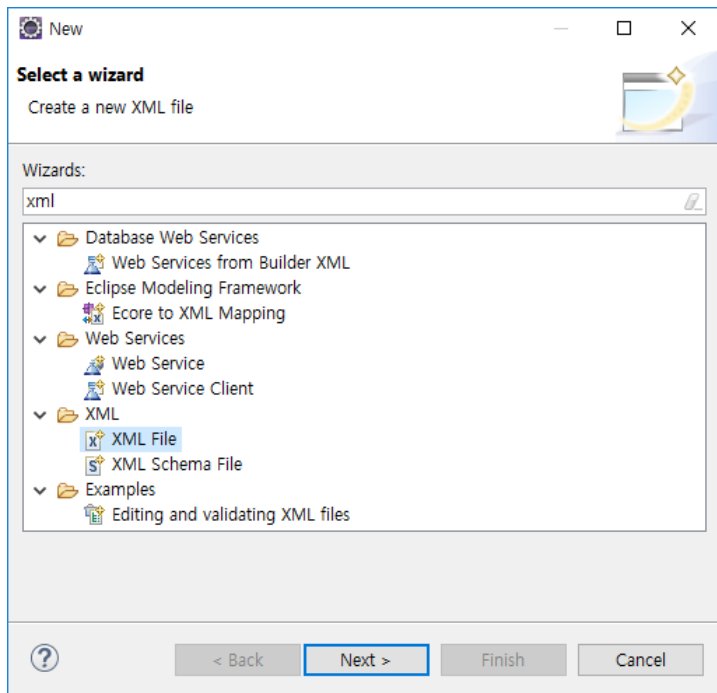 New
Select a wizard
Create a new XML file
Wizards:
xml
Database Web Services
Web Services from Builder XML
Eclipse Modeling Framework
Ecore to XML Mapping
Web Services
Web Service
Web Service Client
XML
XML File
XML Schema File
Examples
Editing and validating XML files
< Back
Next >
Finish
Cancel